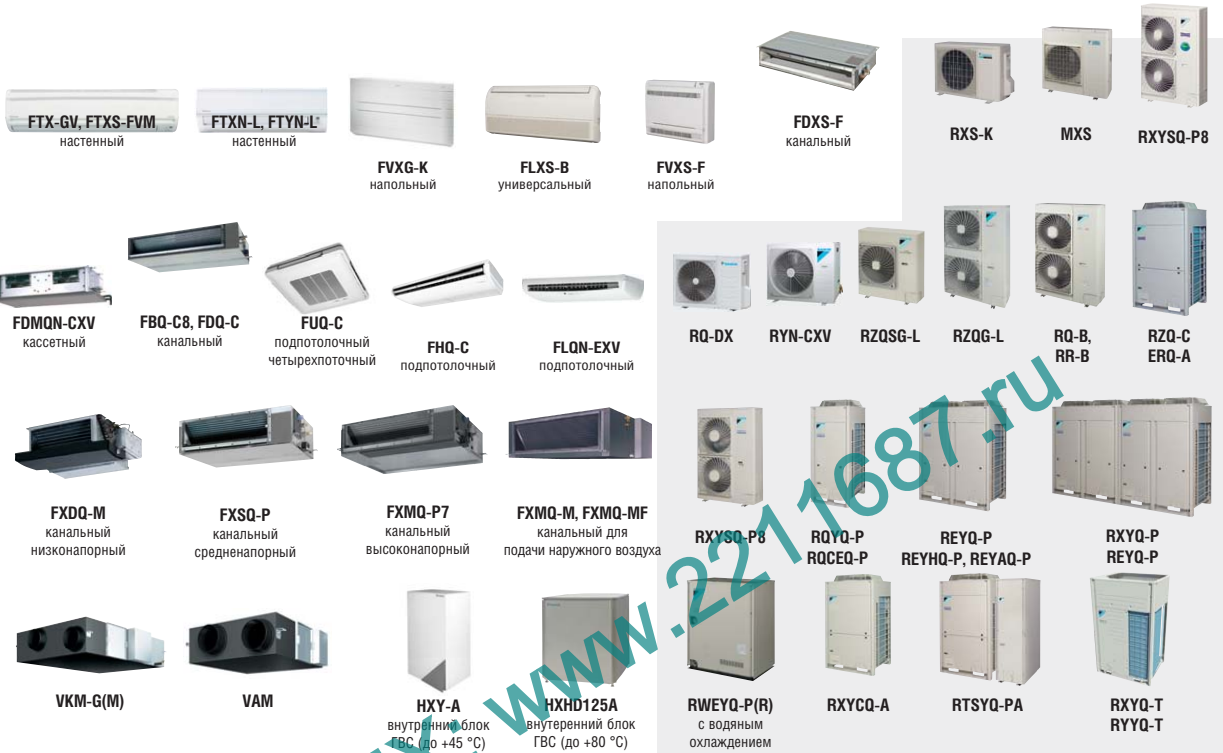 FTX-GV, FTXS-FVM
настенный
FTXN-L, FTYN-L
настенный
FVXG-K
напольный
FLXS-B
универсальный
FVXS-F
напольный
FDXS-F
канальный
RXS-K
MXS
RXYSQ-P8
FDMQN-CXV
кассетный
FBQ-C8, FDQ-C
канальный
FUQ-C
подпотолочный
четырехпоточный
FHQ-C
подпотолочный
FLQN-EXV
подпотолочный
RQ-DX
RYN-CXV
RZQSG-L
RZQG-L
RQ-B,
RR-B
RZQ-C
ERQ-A
FXDQ-M
канальный
низконапорный
FXSQ-P
канальный
средненапорный
FXMQ-P7
канальный
высоконапорный
FXMQ-M, FXMQ-MF
канальный для
подачи наружного воздуха
RXYSQ-P8
RQYQ-P
RQCEQ-P
REYQ-P
REYHQ-P, REYAQ-P
RXYQ-P
REYQ-P
VKM-G(M)
VAM
HXY-A
внутренний блок
ГВС (до +45 °C)
HXHD125A
внутеренний блок
ГВС (до +80 °C)
RWEYQ-P(R)
с водяным
охлаждением
RXYCQ-A
RTSYQ-PA
RXYQ-T
RYYQ-T
www.2211687.ru